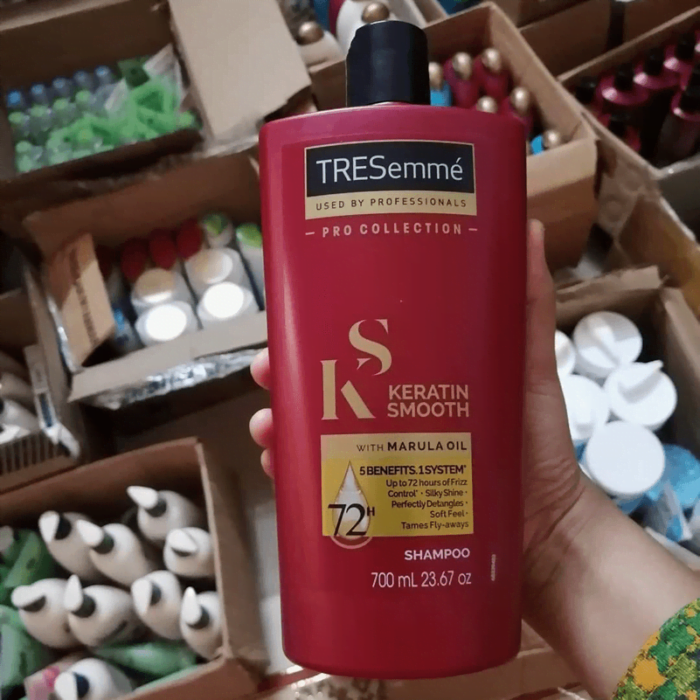 TRESemmé
USED BY PROFESSIONALS
– PRO COLLECTION –
KS
KERATIN
SMOOTH
WITH MARULA OIL
5 BENEFITS. 1 SYSTEM*
Up to 72 hours of Frizz
Control* • Silky Shine •
Perfectly Detangles •
Soft Feel •
Tames Fly-aways
72H
SHAMPOO
700 mL 23.67 oz